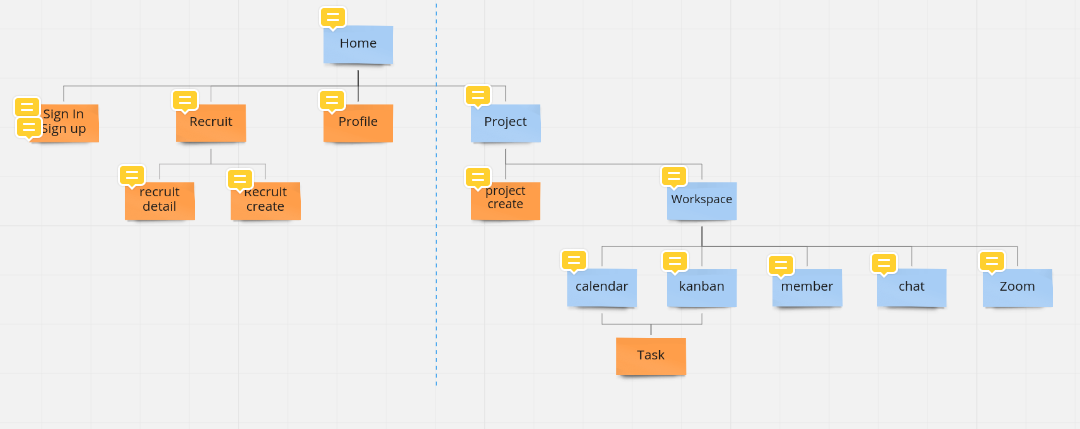 Home
Sign In
Sign up
Recruit
Profile
Project
recruit
detail
Recruit
create
project
create
Workspace
calendar
kanban
member
chat
Zoom
Task